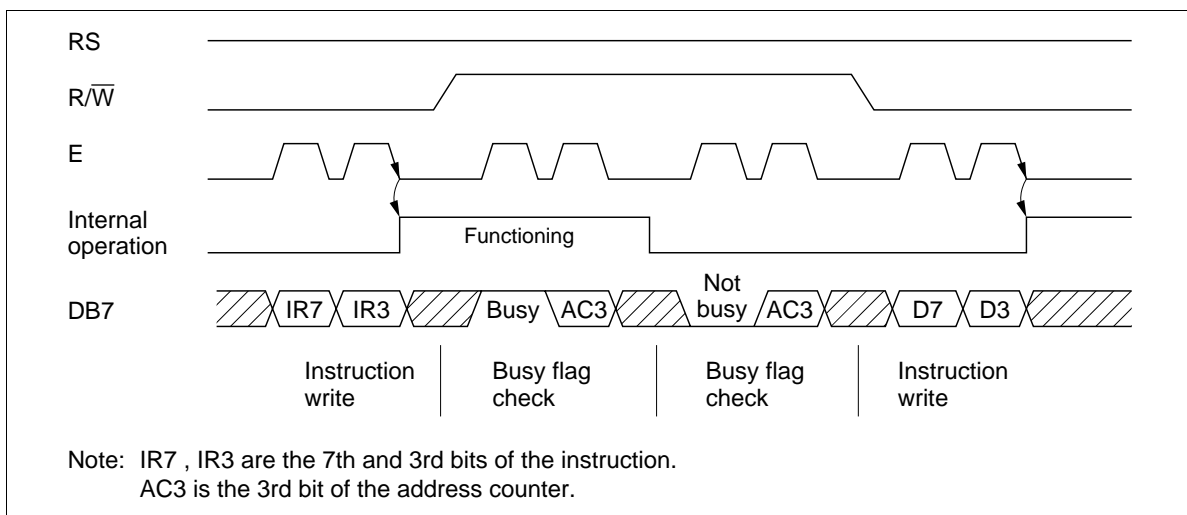 RS
R/W̅
E
Internal
operation
Functioning
DB7
IR7 IR3 Busy AC3 Not busy AC3 D7 D3
Instruction
write
Busy flag
check
Busy flag
check
Instruction
write
Note: IR7 , IR3 are the 7th and 3rd bits of the instruction.
AC3 is the 3rd bit of the address counter.